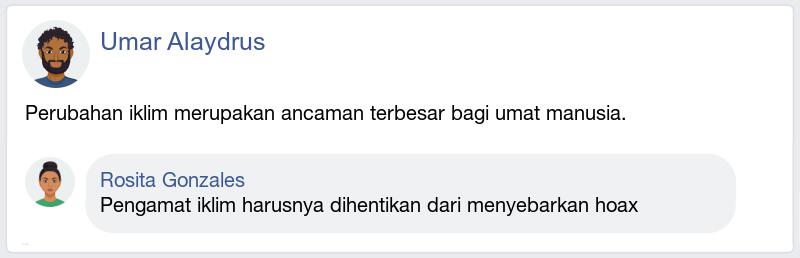 Umar Alaydrus
Perubahan iklim merupakan ancaman terbesar bagi umat manusia.
Rosita Gonzales
Pengamat iklim harusnya dihentikan dari menyebarkan hoax